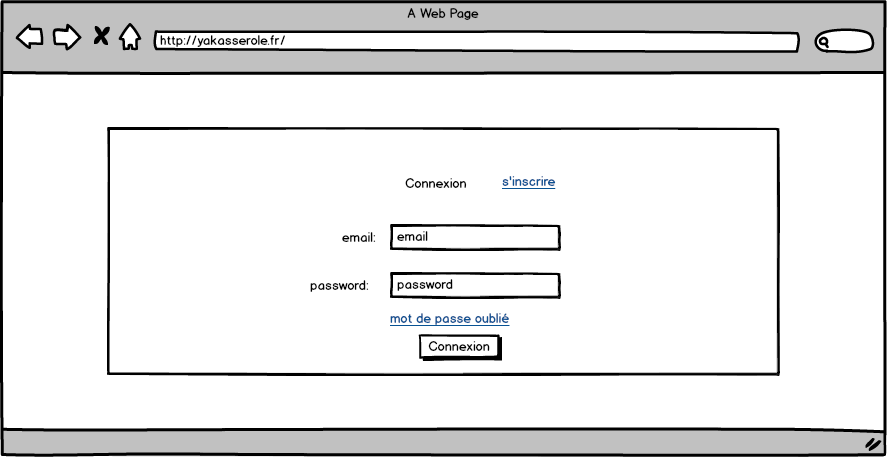 A Web Page
http://yakasserole.fr/
Connexion s'inscrire
email: email
password: password
mot de passe oublié
Connexion